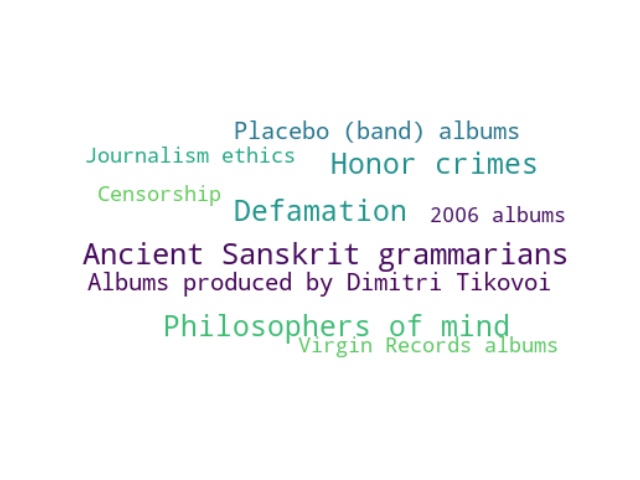 Placebo (band) albums
Journalism ethics
Honor crimes
Censorship
Defamation
2006 albums
Ancient Sanskrit grammarians
Albums produced by Dimitri Tikovoi
Philosophers of mind
Virgin Records albums